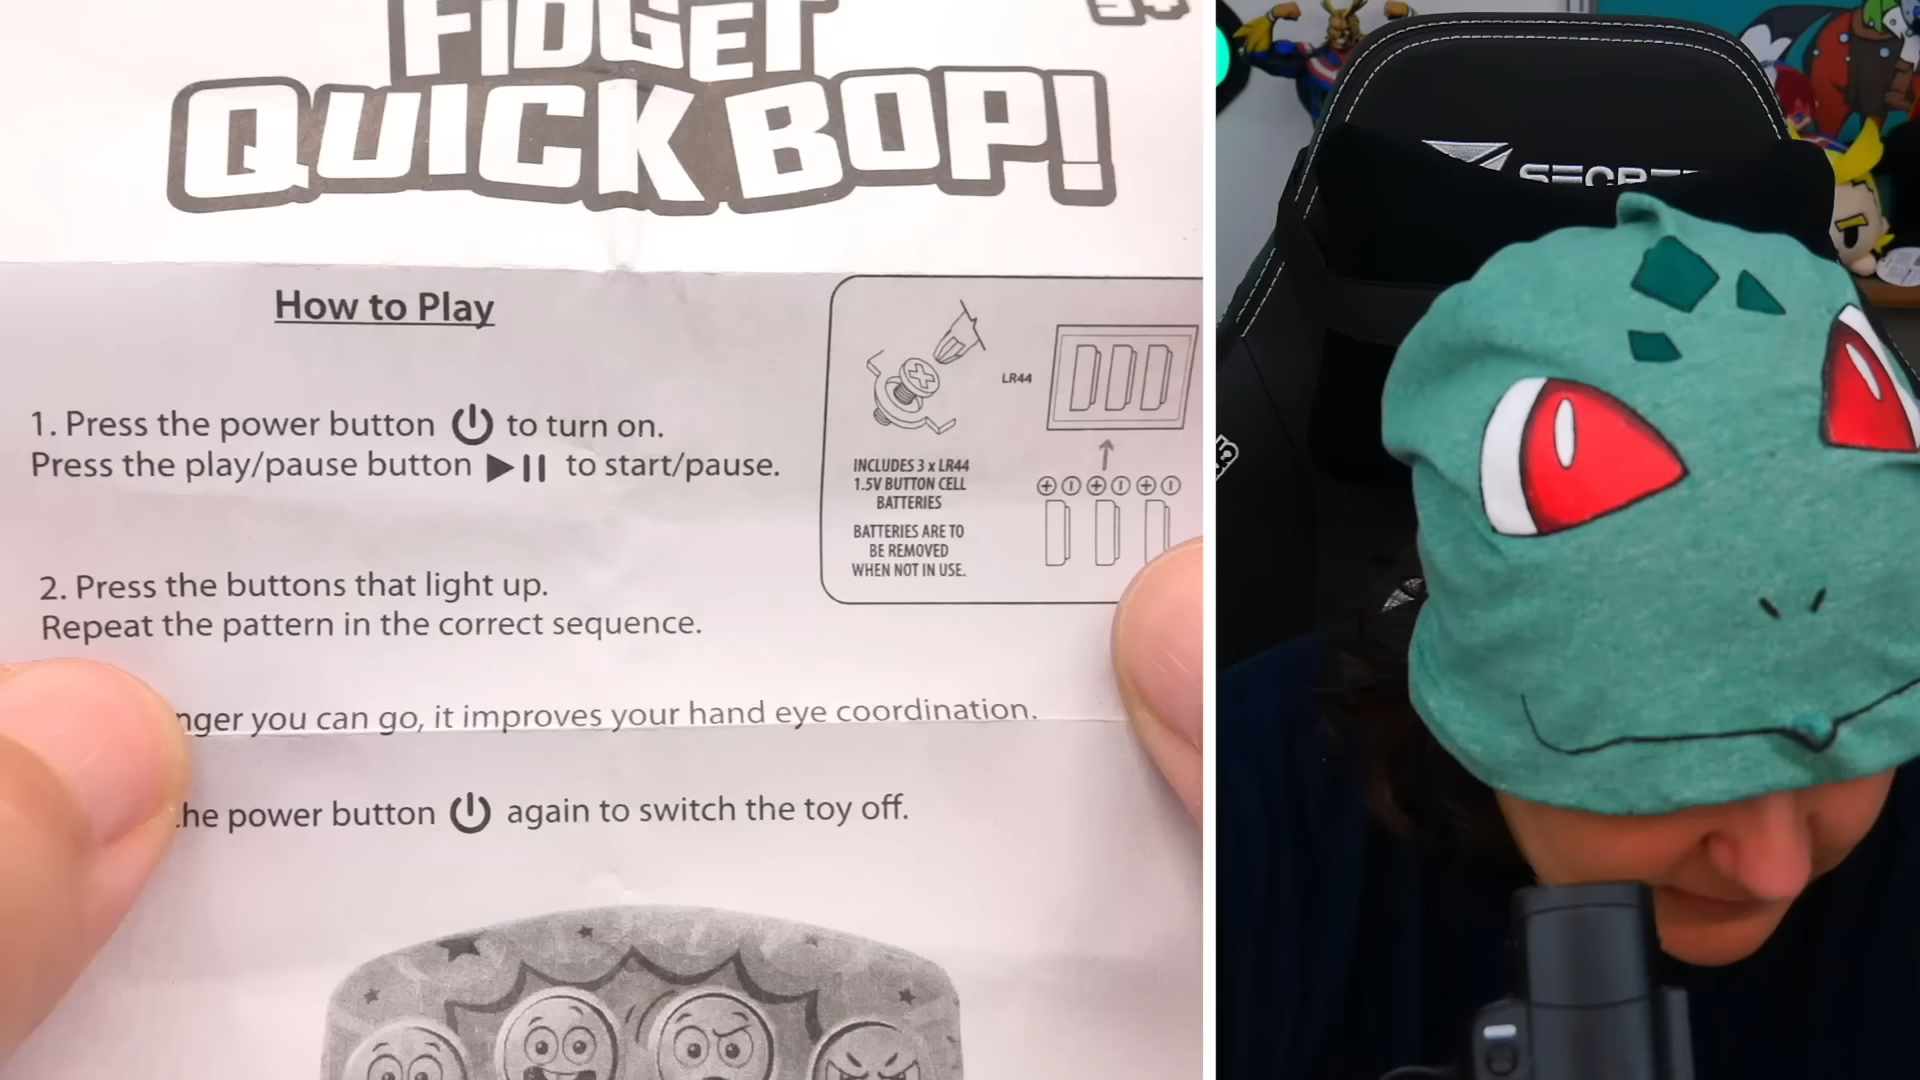 FIDGET
QUICK BOP!
How to Play
1. Press the power button to turn on.
Press the play/pause button to start/pause.
2. Press the buttons that light up.
Repeat the pattern in the correct sequence.
you can go, it improves your hand eye coordination.
power button again to switch the toy off.
LR44
INCLUDES 3 x LR44
1.5V BUTTON CELL
BATTERIES
BATTERIES ARE TO
BE REMOVED
WHEN NOT IN USE.